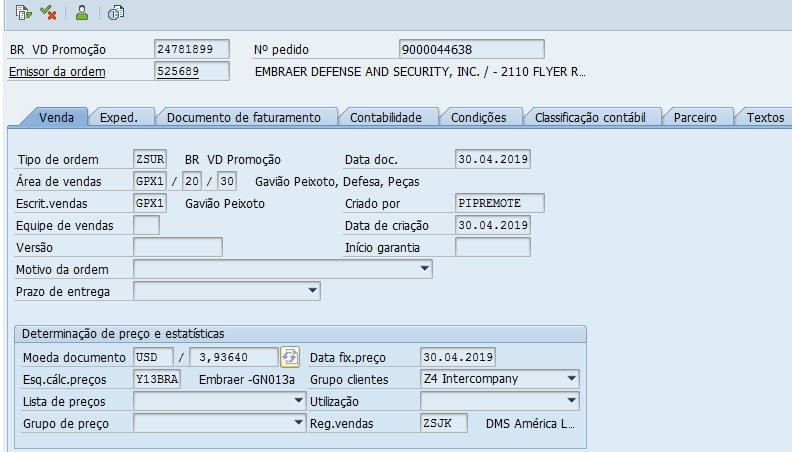 BR VD Promoção 24781899 Nº pedido 9000044638
Emissor da ordem 525689 EMBRAER DEFENSE AND SECURITY, INC. / - 2110 FLYER R...
Venda Exped. Documento de faturamento Contabilidade Condições Classificação contábil Parceiro Textos
Tipo de ordem ZSUR BR VD Promoção Data doc. 30.04.2019
Área de vendas GPX1 / 20 / 30 Gavião Peixoto, Defesa, Peças
Escrit.vendas GPX1 Gavião Peixoto Criado por PIPREMOTE
Equipe de vendas Data de criação 30.04.2019
Versão Início garantia
Motivo da ordem
Prazo de entrega
Determinação de preço e estatísticas
Moeda documento USD / 3,93640 Data fix.preço 30.04.2019
Esq.cálc.preços Y13BRA Embraer -GN013a Grupo clientes Z4 Intercompany
Lista de preços Utilização
Grupo de preço Reg.vendas ZSJK DMS América L...